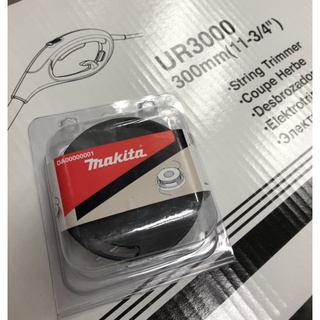 UR3000
300mm(11-3/4")
•String Trimmer
•Coupe Herbe
•Desbrozado
•Elektrotri
•Элект
DA00000001
makita